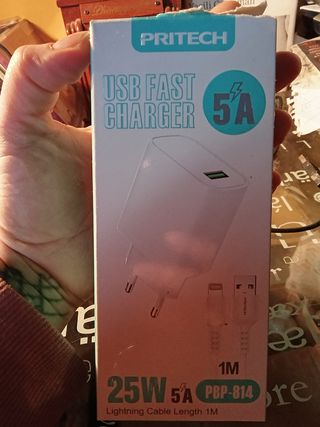 PRITECH
USB FAST
CHARGER
5A
1M
25W 5A PBP-814
Lightning Cable Length 1M